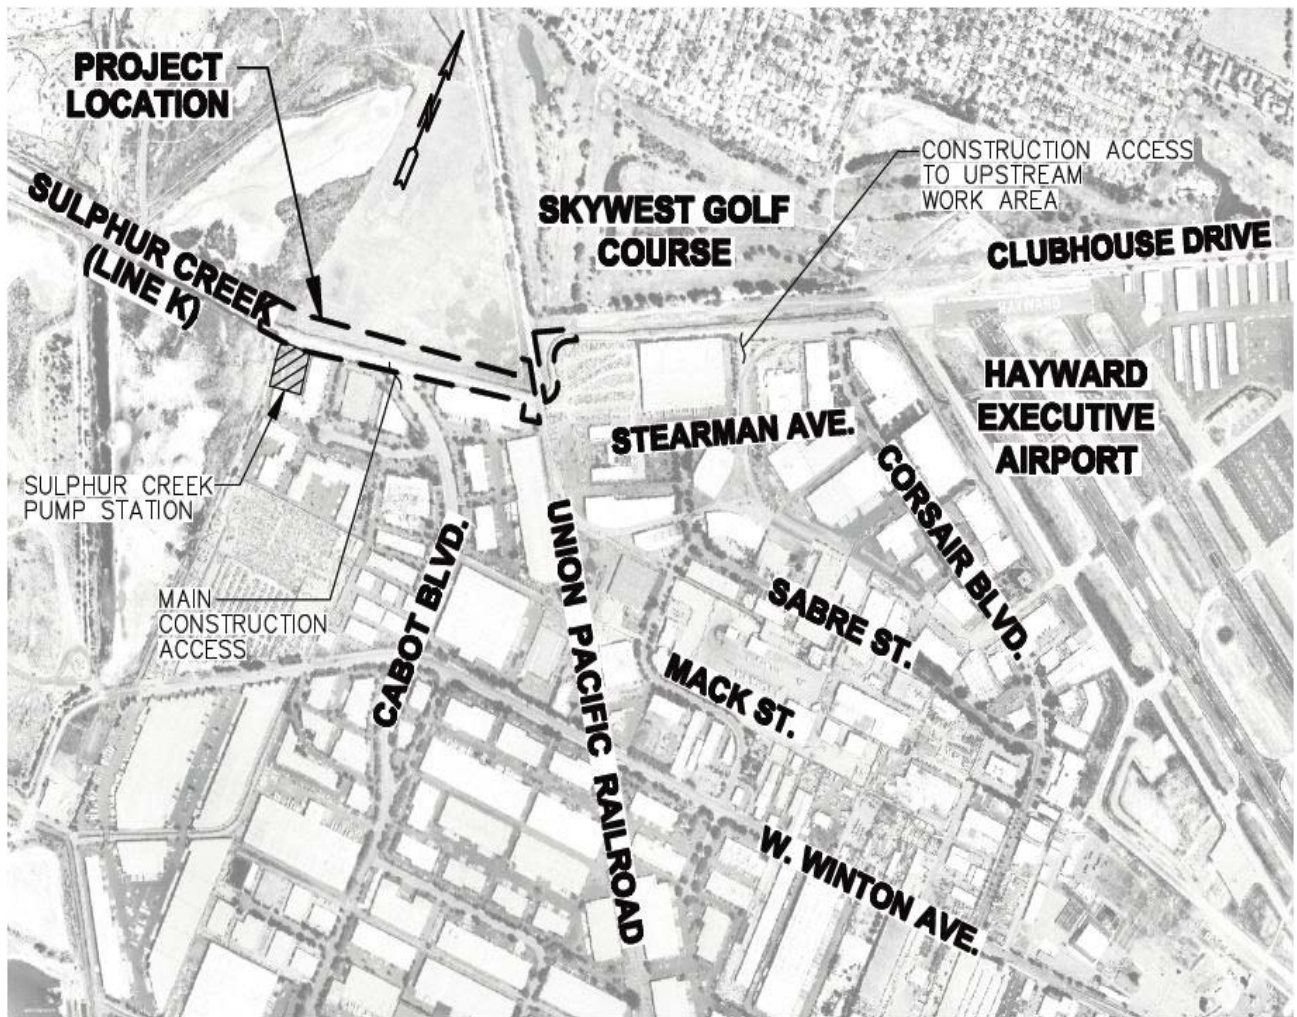 PROJECT
LOCATION
N
CONSTRUCTION ACCESS
TO UPSTREAM
WORK AREA
SKYWEST GOLF
COURSE
CLUBHOUSE DRIVE
SULPHUR CREEK
(LINE K)
HAYWARD
HAYWARD
EXECUTIVE
AIRPORT
STEARMAN AVE.
CORSAIR BLVD.
SULPHUR CREEK
PUMP STATION
MAIN
CONSTRUCTION
ACCESS
CABOT BLVD.
UNION PACIFIC RAILROAD
SABRE ST.
MACK ST.
W. WINTON AVE.